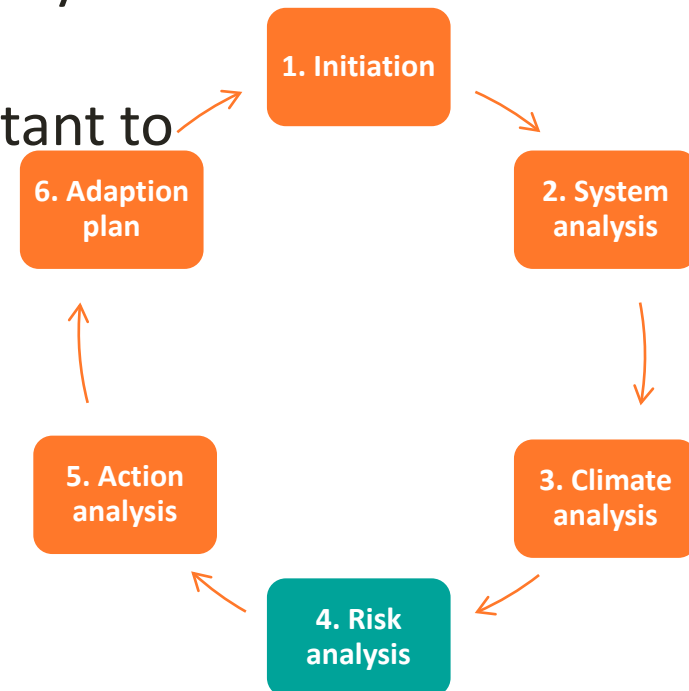 tant to
1. Initiation
2. System
analysis
3. Climate
analysis
4. Risk
analysis
5. Action
analysis
6. Adaption
plan